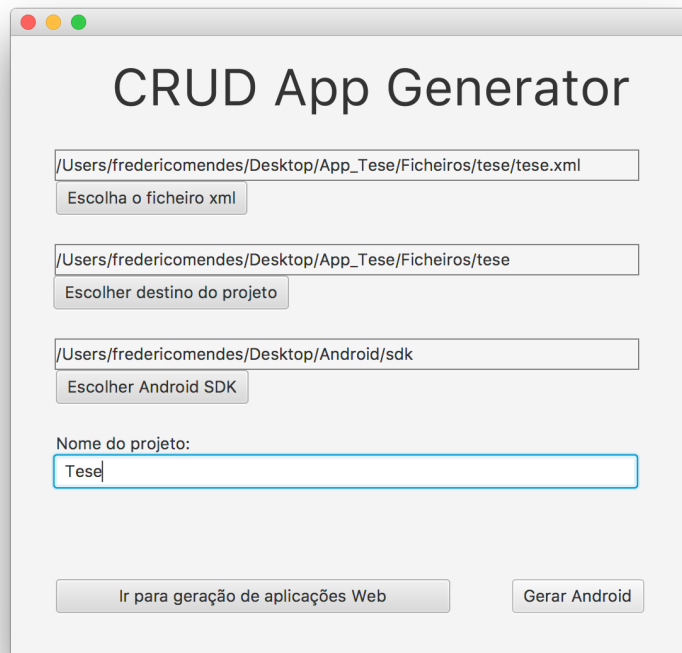 CRUD App Generator
/Users/fredericomendes/Desktop/App_Tese/Ficheiros/tese/tese.xml
Escolha o ficheiro xml
/Users/fredericomendes/Desktop/App_Tese/Ficheiros/tese
Escolher destino do projeto
/Users/fredericomendes/Desktop/Android/sdk
Escolher Android SDK
Nome do projeto:
Tese
Ir para geração de aplicações Web
Gerar Android